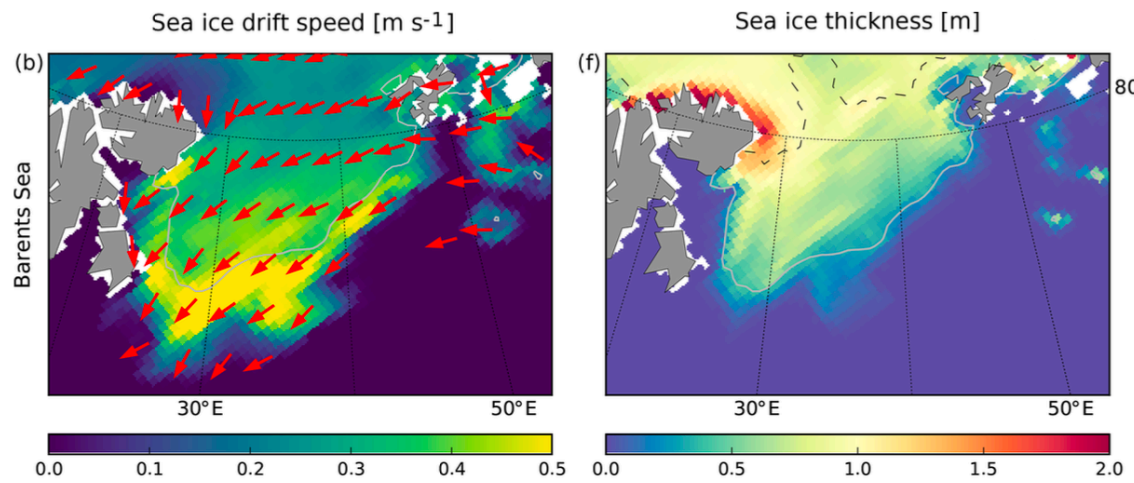 Sea ice drift speed [m s-1]
Sea ice thickness [m]
(b)
(f)
80
Barents Sea
30°E
50°E
30°E
50°E
0.0 0.1 0.2 0.3 0.4 0.5
0.0 0.5 1.0 1.5 2.0